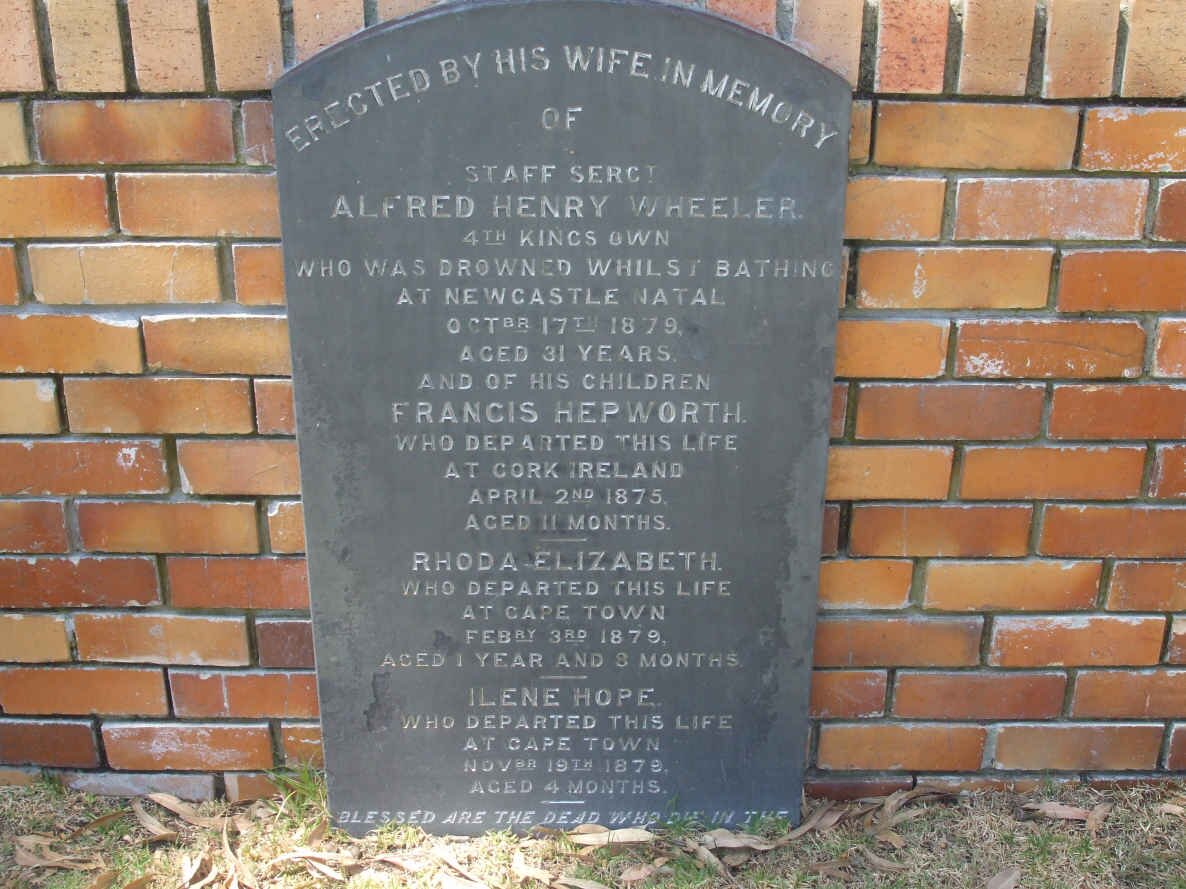 ERECTED BY HIS WIFE IN MEMORY
OF
STAFF SERGT
ALFRED HENRY WHEELER.
4TH KINGS OWN
WHO WAS DROWNED WHILST BATHING
AT NEWCASTLE NATAL
OCTBR 17TH 1879,
AGED 31 YEARS.
AND OF HIS CHILDREN
FRANCIS HEPWORTH.
WHO DEPARTED THIS LIFE
AT CORK IRELAND
APRIL 2ND 1875,
AGED 11 MONTHS.
RHODA ELIZABETH.
WHO DEPARTED THIS LIFE
AT CAPE TOWN
FEBRY 3RD 1879,
AGED 1 YEAR AND 8 MONTHS.
ILENE HOPE.
WHO DEPARTED THIS LIFE
AT CAPE TOWN
NOVBR 19TH 1879,
AGED 4 MONTHS.
BLESSED ARE THE DEAD WHO DIE IN THE